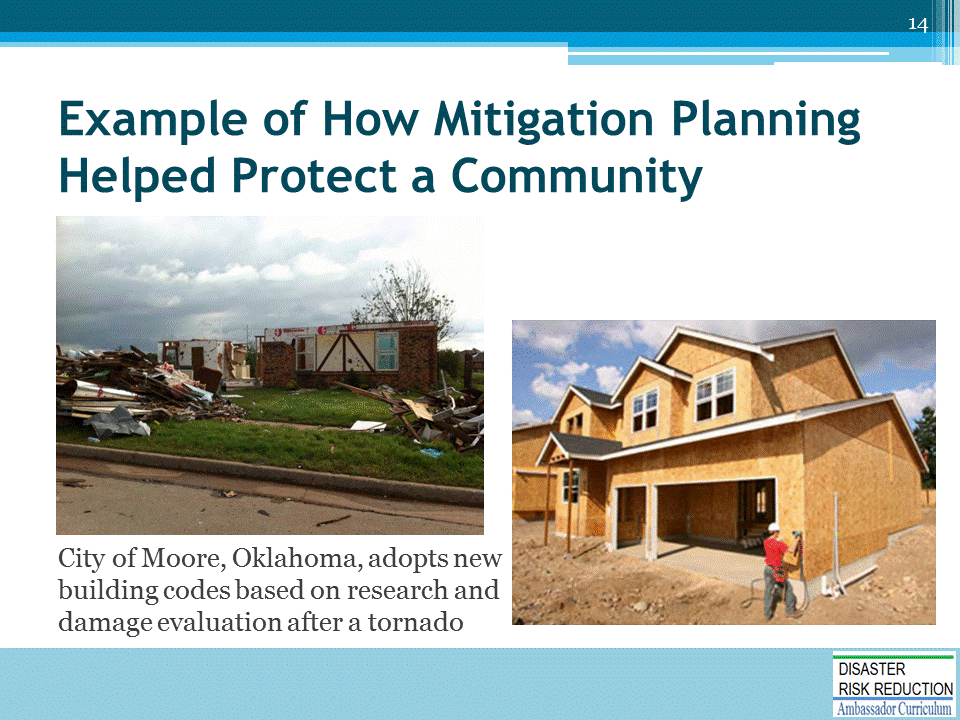 14
Example of How Mitigation Planning
Helped Protect a Community
City of Moore, Oklahoma, adopts new
building codes based on research and
damage evaluation after a tornado
DISASTER
RISK REDUCTION
Ambassador Curriculum